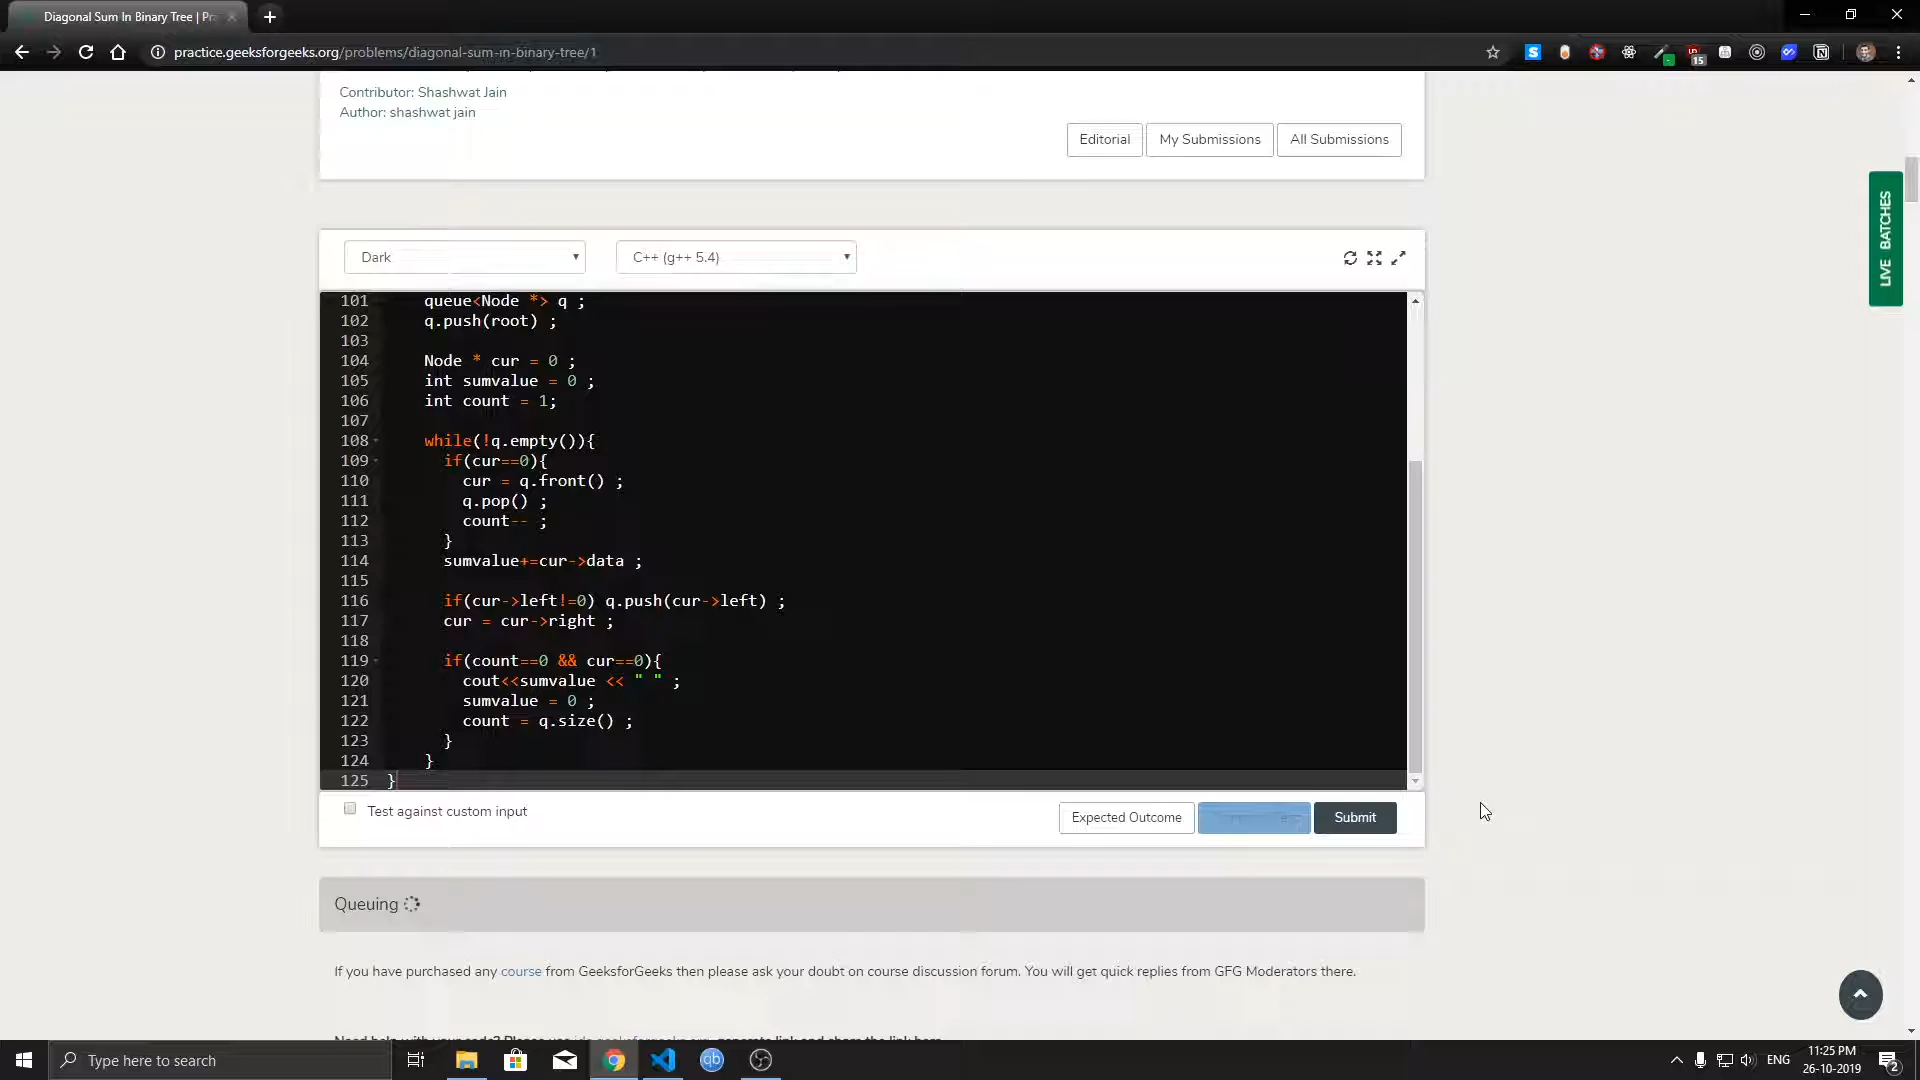 Diagonal Sum In Binary Tree | Pr
practice.geeksforgeeks.org/problems/diagonal-sum-in-binary-tree/1
15
Contributor: Shashwat Jain
Author: shashwat jain
Editorial My Submissions All Submissions
LIVE BATCHES
Dark C++ (g++ 5.4)
101 queue<Node *> q ;
102 q.push(root) ;
103
104 Node * cur = 0 ;
105 int sumvalue = 0 ;
106 int count = 1;
107
108 while(!q.empty()){
109 if(cur==0){
110 cur = q.front() ;
111 q.pop() ;
112 count-- ;
113 }
114 sumvalue+=cur->data ;
115
116 if(cur->left!=0) q.push(cur->left) ;
117 cur = cur->right ;
118
119 if(count==0 && cur==0){
120 cout<<sumvalue << " " ;
121 sumvalue = 0 ;
122 count = q.size() ;
123 }
124 }
125 }
Test against custom input Expected Outcome Submit
Queuing
If you have purchased any course from GeeksforGeeks then please ask your doubt on course discussion forum. You will get quick replies from GFG Moderators there.
Type here to search
ENG
11:25 PM
26-10-2019
2